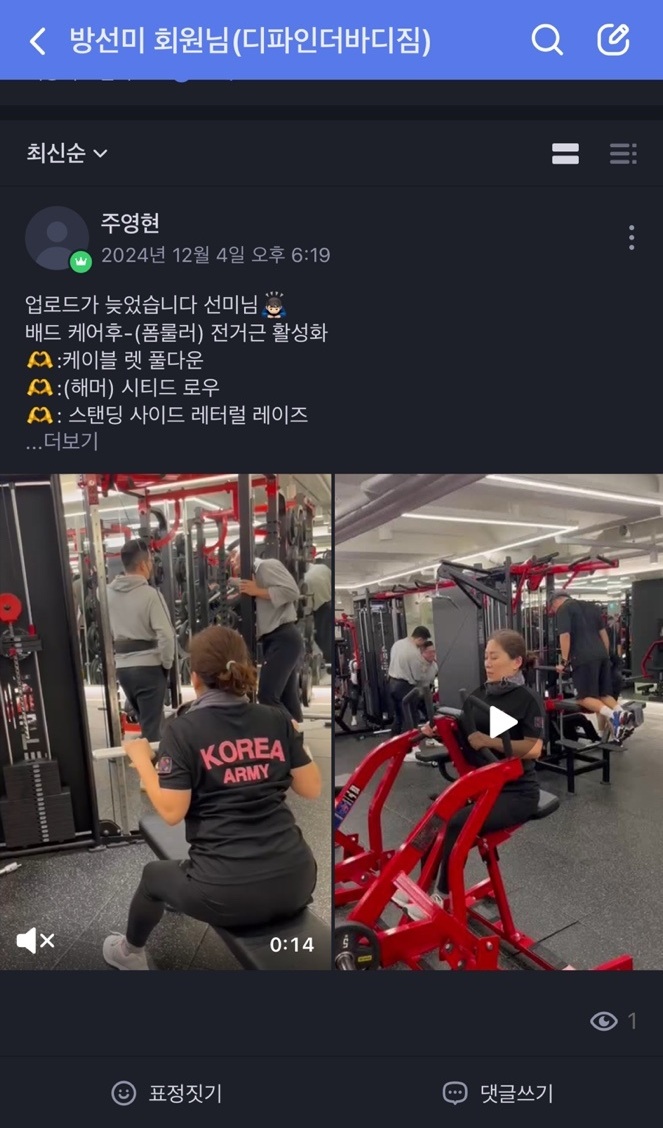 방선미 회원님(디파인더바디짐)
최신순
주영현
2024년 12월 4일 오후 6:19
업로드가 늦었습니다 선미님🙇🏻‍♂️
배드 케어후-(폼룰러) 전거근 활성화
🫶:케이블 렛 풀다운
🫶:(해머) 시티드 로우
🫶: 스탠딩 사이드 레터럴 레이즈
...더보기
KOREA
ARMY
0:14
1
표정짓기
댓글쓰기